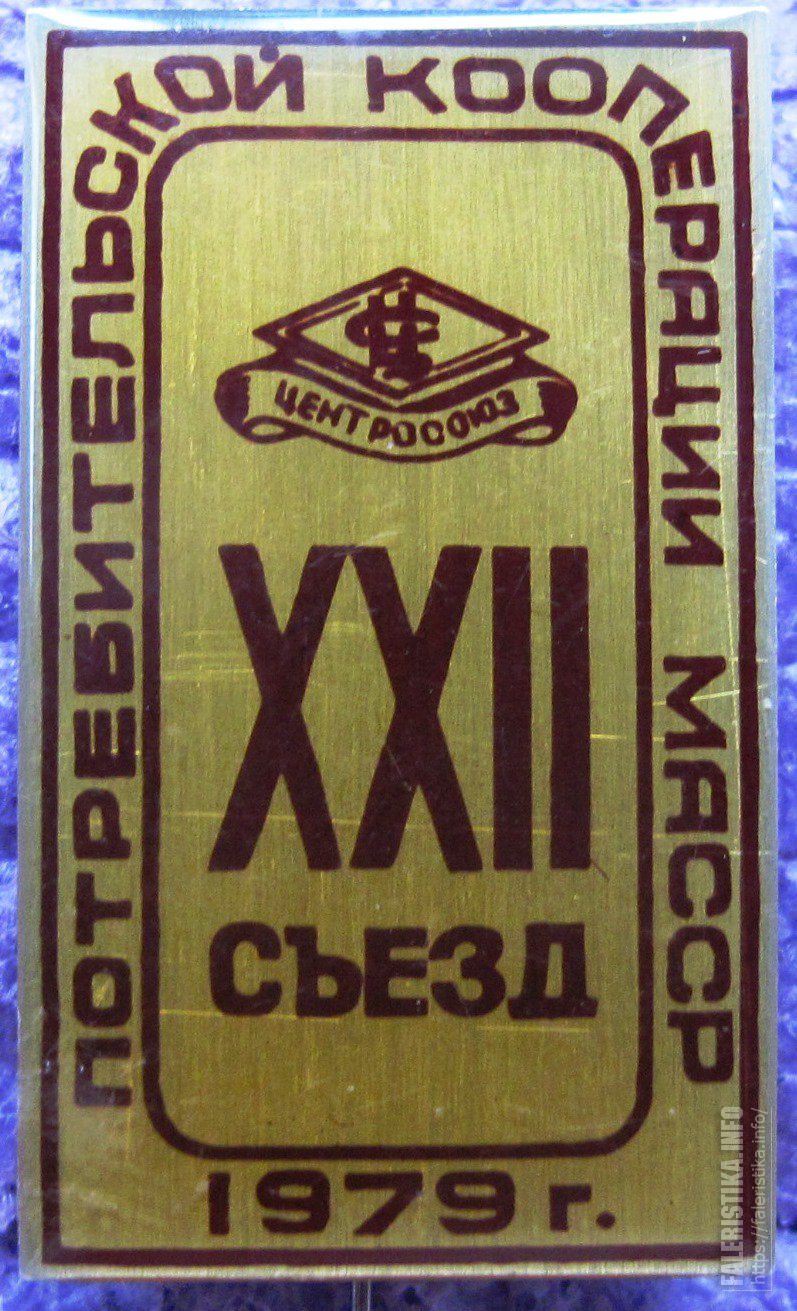 ПОТРЕБИТЕЛЬСКОЙ КООПЕРАЦИИ МАССР
ЦЕНТРОСОЮЗ
XXII
СЪЕЗД
1979 г.
FALERISTIKA.INFO
https://faleristika.info/